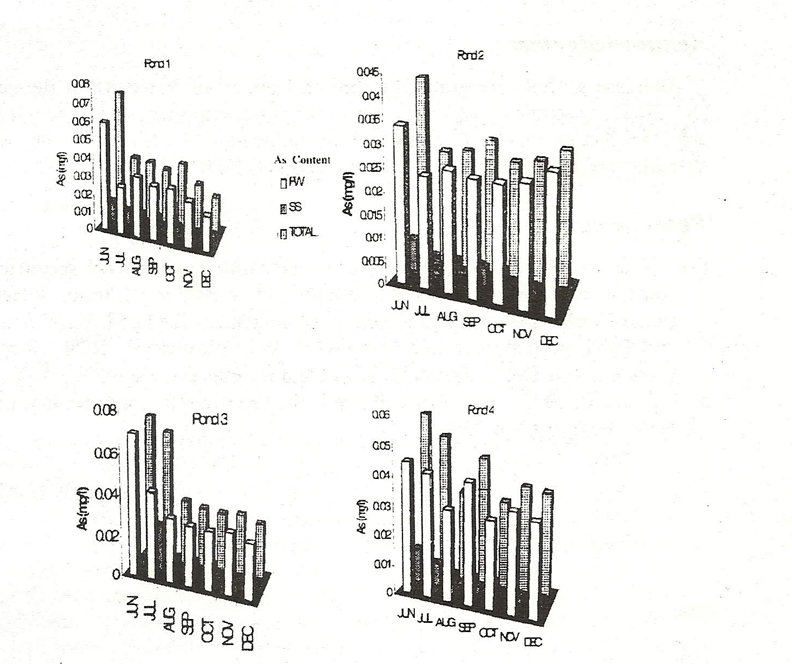 Pond 1
0.08
0.07
0.06
0.05
0.04
0.03
0.02
0.01
0
As (mg/l)
JUN
JUL
AUG
SEP
OCT
NOV
DEC
As Content
PW
SS
TOTAL
Pond 2
0.045
0.04
0.035
0.03
0.025
0.02
0.015
0.01
0.005
0
As (mg/l)
JUN
JUL
AUG
SEP
OCT
NOV
DEC
Pond 3
0.08
0.06
0.04
0.02
0
As (mg/l)
JUN
JUL
AUG
SEP
OCT
NOV
DEC
Pond 4
0.06
0.05
0.04
0.03
0.02
0.01
0
As (mg/l)
JUN
JUL
AUG
SEP
OCT
NOV
DEC